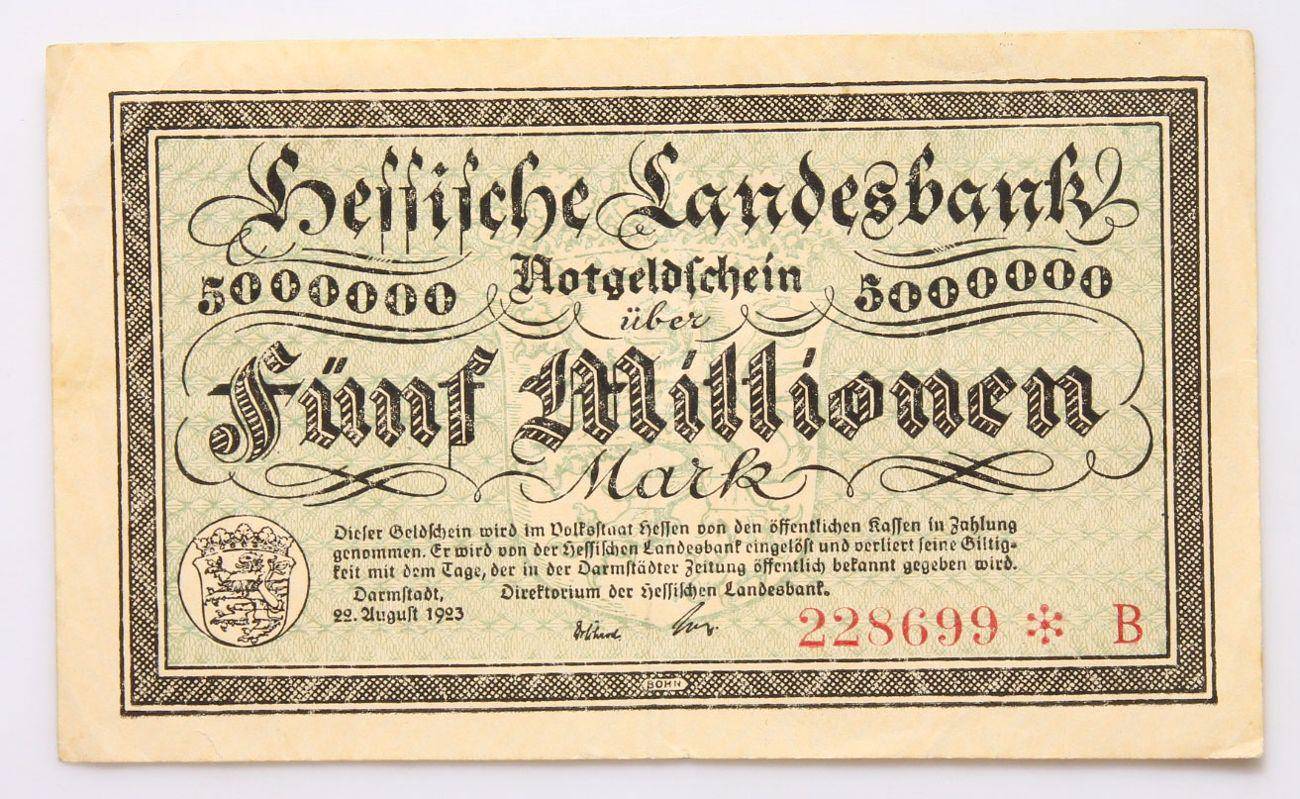 Hessische Landesbank
5000000 Notgeldschein 5000000
über
Fünf Millionen
Mark
Dieser Geldschein wird im Volksstaat Hessen von den öffentlichen Kassen in Zahlung
genommen. Er wird von der Hessischen Landesbank eingelöst und verliert seine Giltig-
keit mit dem Tage, der in der Darmstädter Zeitung öffentlich bekannt gegeben wird.
Darmstadt, Direktorium der Hessischen Landesbank.
22. August 1923
228699 * B
BOHN